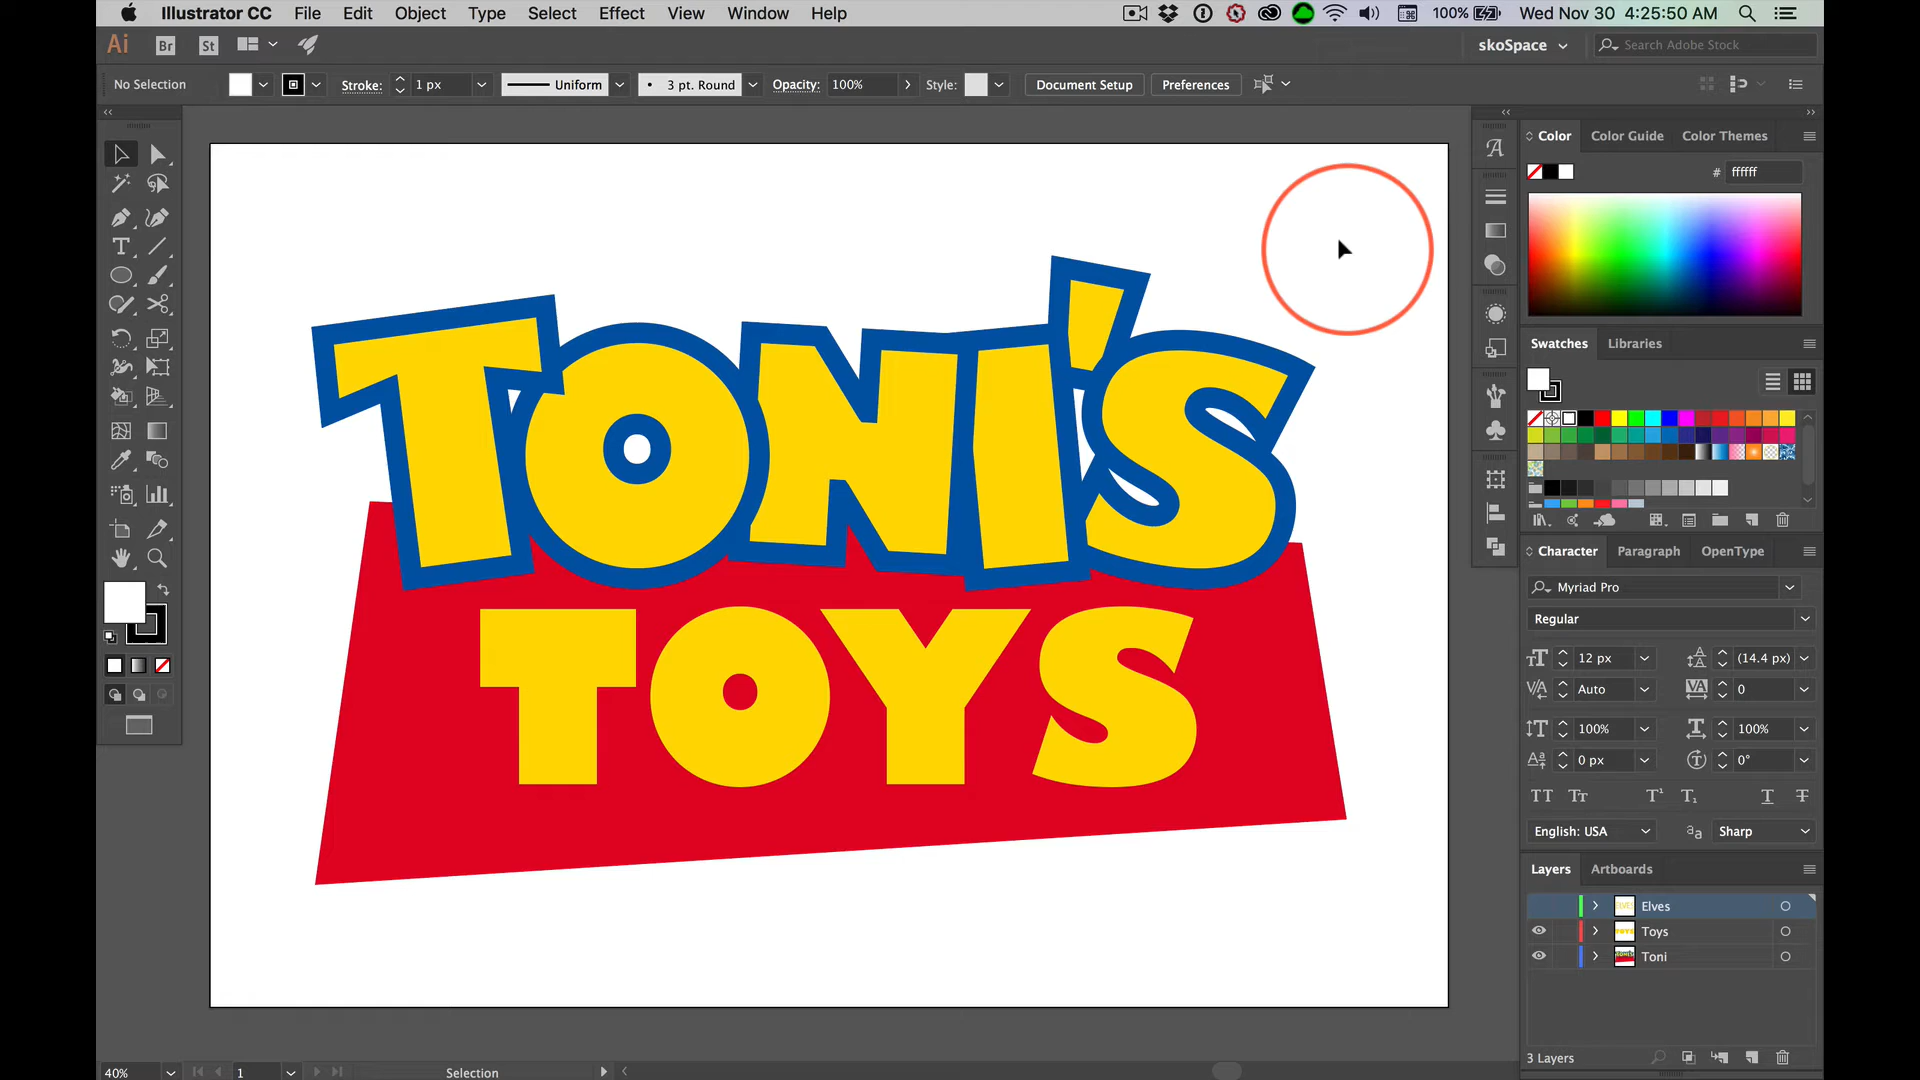 Illustrator CC File Edit Object Type Select Effect View Window Help 100% Wed Nov 30 4:25:50 AM
Ai Br St skoSpace Search Adobe Stock
No Selection Stroke: 1 px Uniform 3 pt. Round Opacity: 100% Style: Document Setup Preferences
Color Color Guide Color Themes
# ffffff
TONI'S
TOYS
Swatches Libraries
Character Paragraph OpenType
Myriad Pro
Regular
12 px (14.4 px)
Auto 0
100% 100%
0 px 0°
English: USA Sharp
Layers Artboards
Elves
Toys
Toni
3 Layers
40% 1 Selection